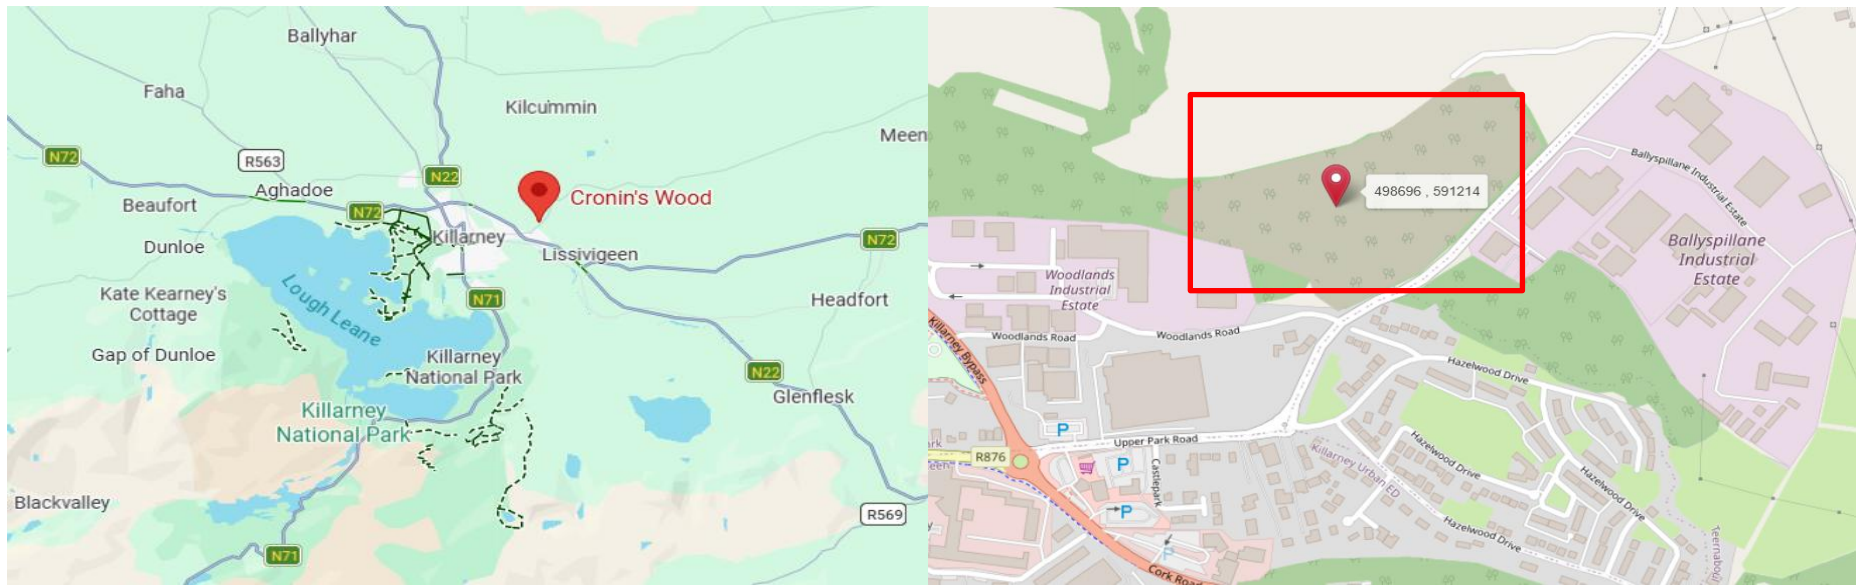 Ballyhar
Faha
Kilcummin
Meen
N72
R563
N22
Aghadoe
Cronin's Wood
Beaufort
N72
Dunloe
Killarney
N72
Lissivigeen
Kate Kearney's
Cottage
N71
Headfort
Lough Leane
Gap of Dunloe
Killarney
National Park
N22
Glenflesk
Killarney
National Park
Blackvalley
R569
N71
498696 , 591214
Ballyspillane Industrial Estate
Ballyspillane
Industrial
Estate
Woodlands
Industrial
Estate
Killarney Bypass
Woodlands Road
Woodlands Road
Hazelwood Drive
P
Upper Park Road
R876
P
Castlepark
Killarney Urban ED
Hazelwood Drive
Hazelwood Drive
P
Hazelwood Drive
P
Cork Road